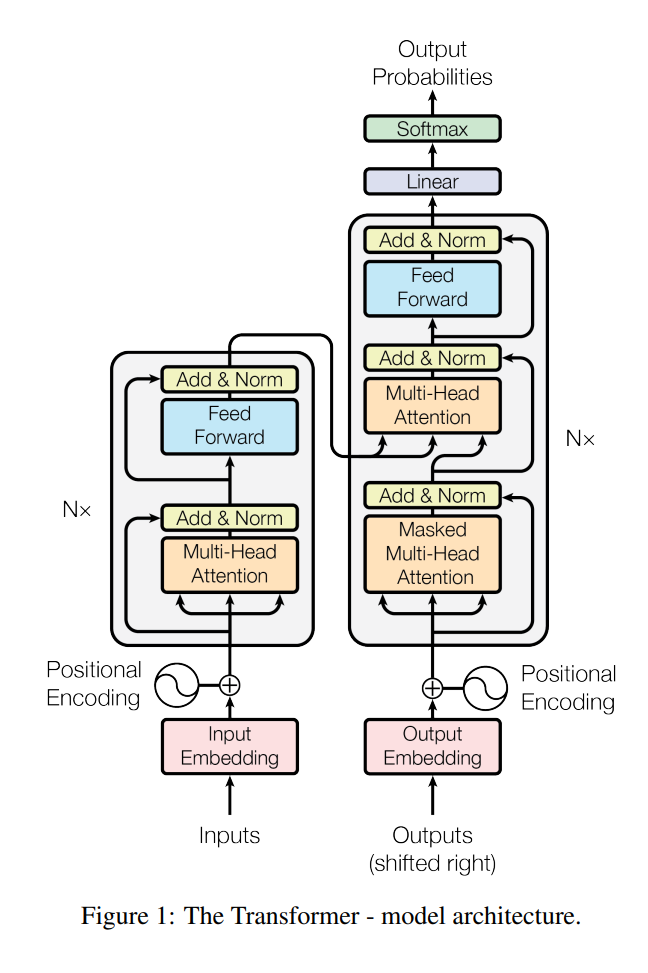 Output
Probabilities
Softmax
Linear
Add & Norm
Feed
Forward
Add & Norm
Multi-Head
Attention
Add & Norm
Masked
Multi-Head
Attention
N×
Add & Norm
Feed
Forward
N×
Add & Norm
Multi-Head
Attention
Positional
Encoding
Positional
Encoding
Input
Embedding
Output
Embedding
Inputs
Outputs
(shifted right)
Figure 1: The Transformer - model architecture.